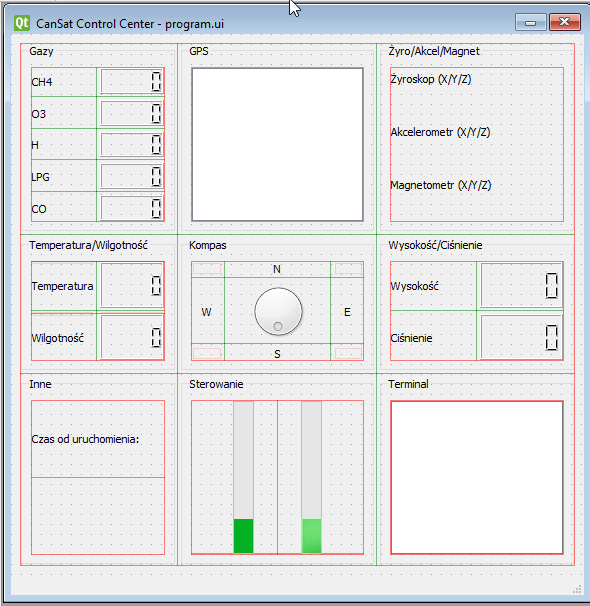 Qt CanSat Control Center - program.ui
Gazy
CH4 0
O3 0
H 0
LPG 0
CO 0
GPS
Żyro/Akcel/Magnet
Żyroskop (X/Y/Z)
Akcelerometr (X/Y/Z)
Magnetometr (X/Y/Z)
Temperatura/Wilgotność
Temperatura 0
Wilgotność 0
Kompas
N
W E
S
Wysokość/Ciśnienie
Wysokość 0
Ciśnienie 0
Inne
Czas od uruchomienia:
Sterowanie
Terminal